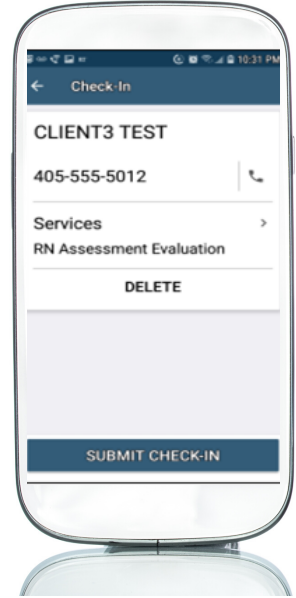 10:31 PM
Check-In
CLIENT3 TEST
405-555-5012
Services
RN Assessment Evaluation
DELETE
SUBMIT CHECK-IN